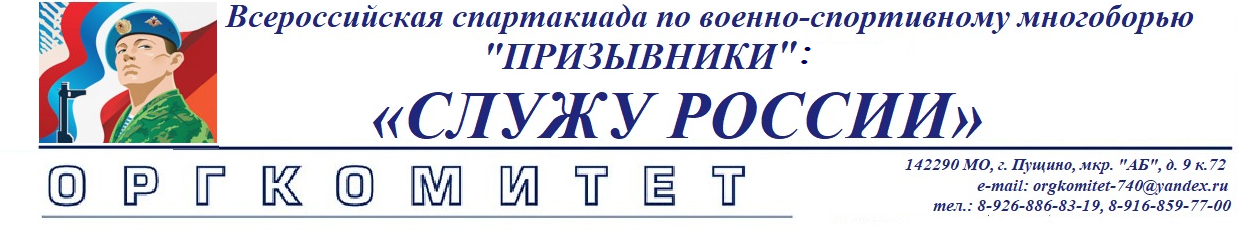 Всероссийская спартакиада по военно-спортивному многоборью
"ПРИЗЫВНИКИ":
«СЛУЖУ РОССИИ»
ОРГКОМИТЕТ
142290 МО, г. Пущино, мкр. "АБ", д. 9 к.72
e-mail: orgkomitet-740@yandex.ru
тел.: 8-926-886-83-19, 8-916-859-77-00